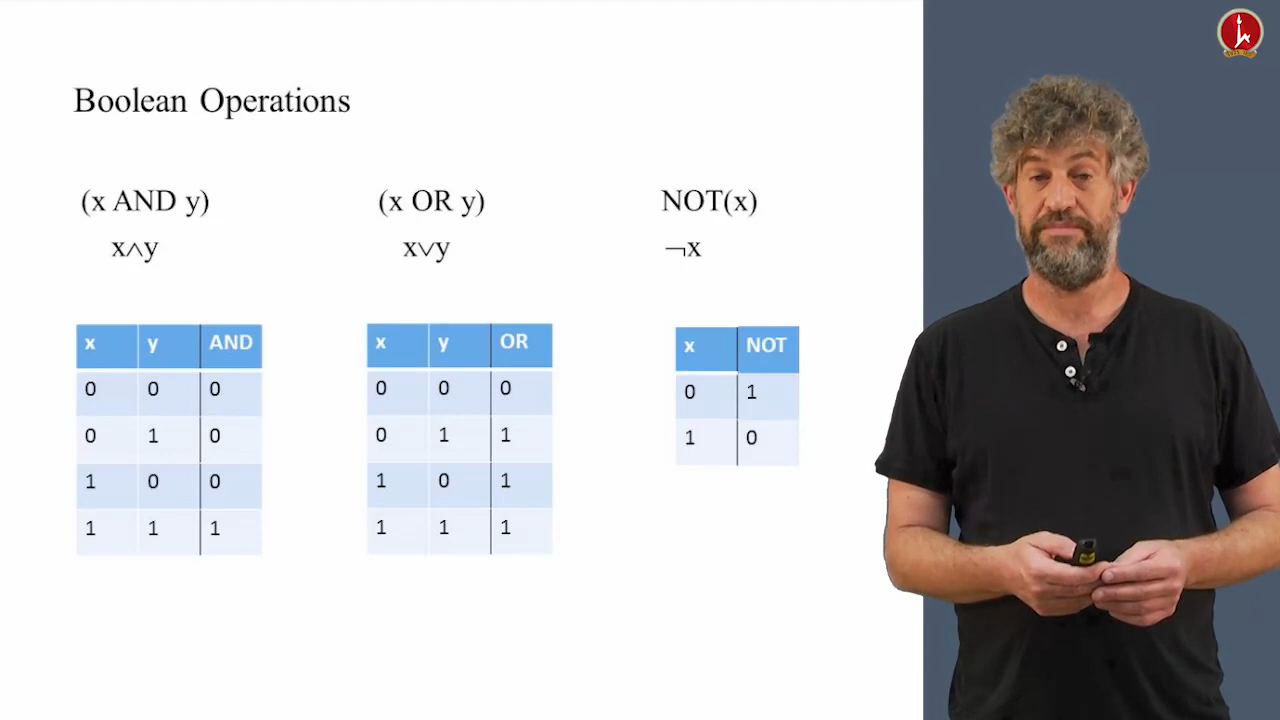 Boolean Operations
(x AND y)
x∧y
(x OR y)
x∨y
NOT(x)
¬x
x y AND
0 0 0
0 1 0
1 0 0
1 1 1
x y OR
0 0 0
0 1 1
1 0 1
1 1 1
x NOT
0 1
1 0